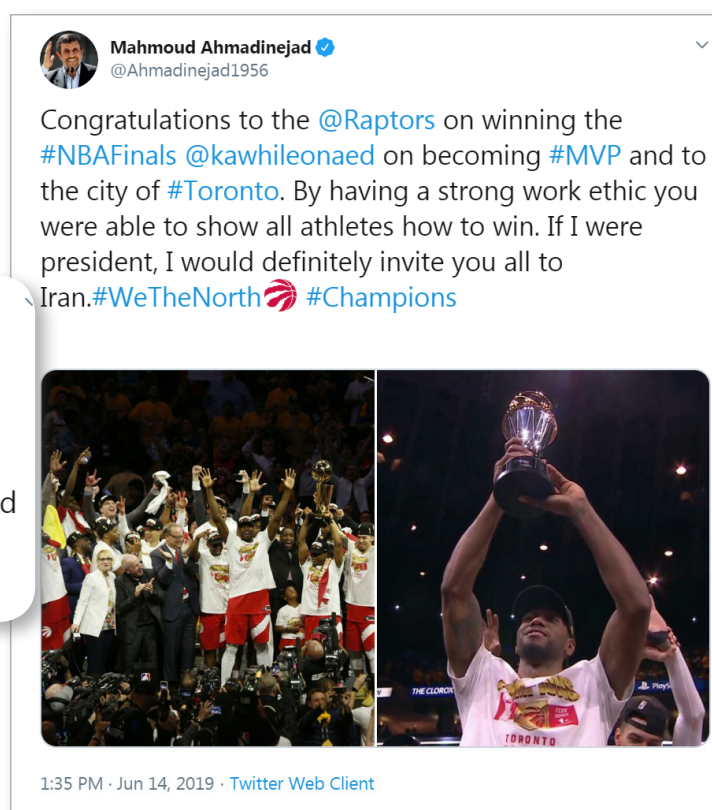 Mahmoud Ahmadinejad
@Ahmadinejad1956
Congratulations to the @Raptors on winning the
#NBAFinals @kawhileonaed on becoming #MVP and to
the city of #Toronto. By having a strong work ethic you
were able to show all athletes how to win. If I were
president, I would definitely invite you all to
Iran.#WeTheNorth #Champions
d
THE CLOROX
PlayS
TORONTO
1:35 PM · Jun 14, 2019 · Twitter Web Client